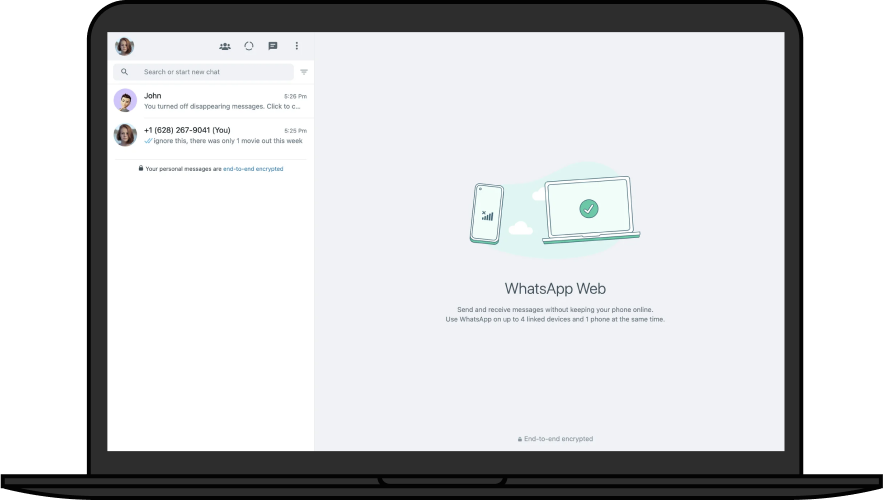 Search or start new chat
John
5:26 Pm
You turned off disappearing messages. Click to c...
+1 (628) 267-9041 (You)
5:25 Pm
ignore this, there was only 1 movie out this week
Your personal messages are end-to-end encrypted
WhatsApp Web
Send and receive messages without keeping your phone online.
Use WhatsApp on up to 4 linked devices and 1 phone at the same time.
End-to-end encrypted